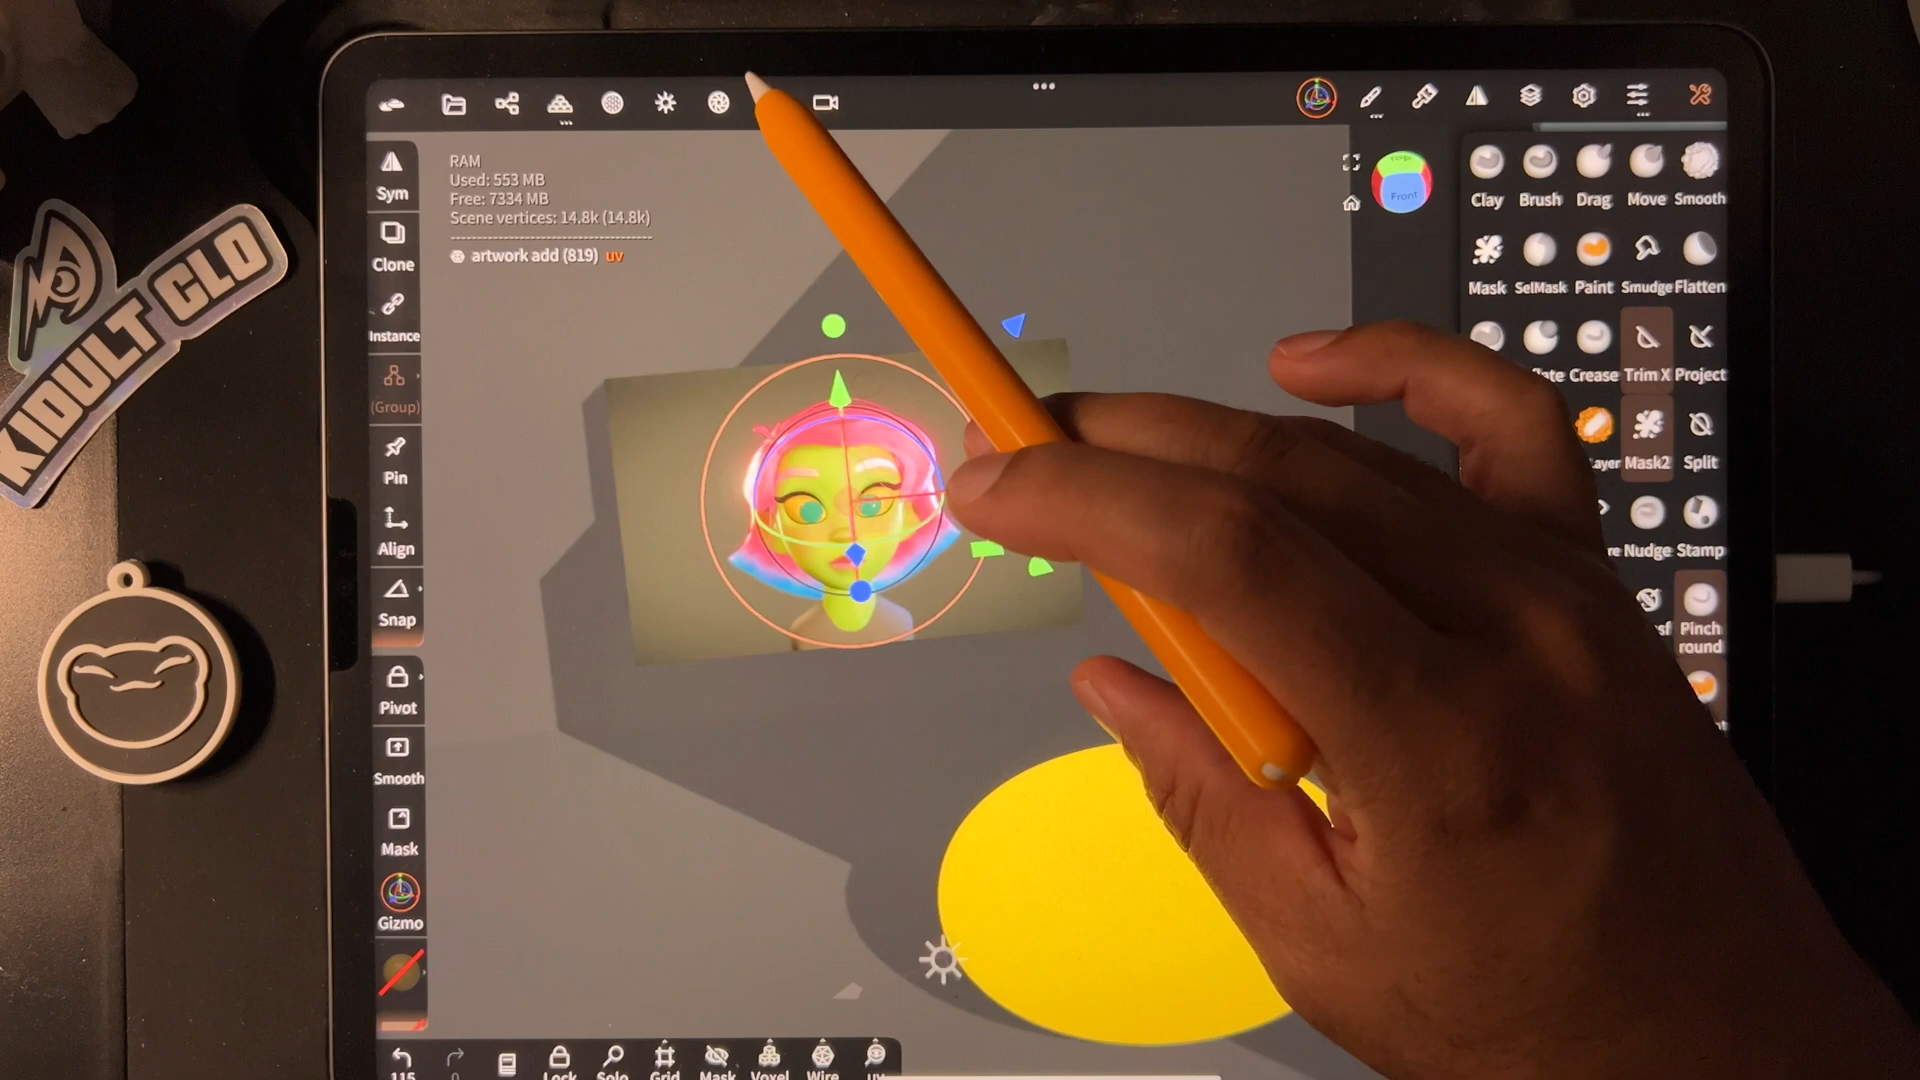 KIDULT CLO
RAM
Used: 553 MB
Free: 7334 MB
Scene vertices: 14.8k (14.8k)
artwork add (819) uv
Sym
Clone
Instance
(Group)
Pin
Align
Snap
Pivot
Smooth
Mask
Gizmo
Top
Front
Clay Brush Drag Move Smooth
Mask SelMask Paint Smudge Flatten
Crease Trim X Project
Mask2 Split
Nudge Stamp
Pinch
round
115 0 Lock Solo Grid Mask Voxel Wire uv